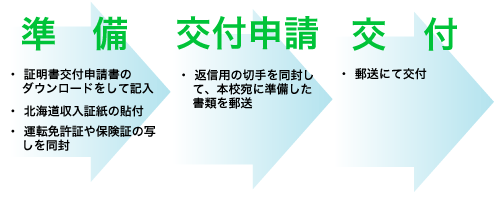 準 備
・ 証明書交付申請書の
ダウンロードをして記入
・ 北海道収入証紙の貼付
・ 運転免許証や保険証の写
しを同封
交付申請
・ 返信用の切手を同封し
て、本校宛に準備した
書類を郵送
交 付
・ 郵送にて交付